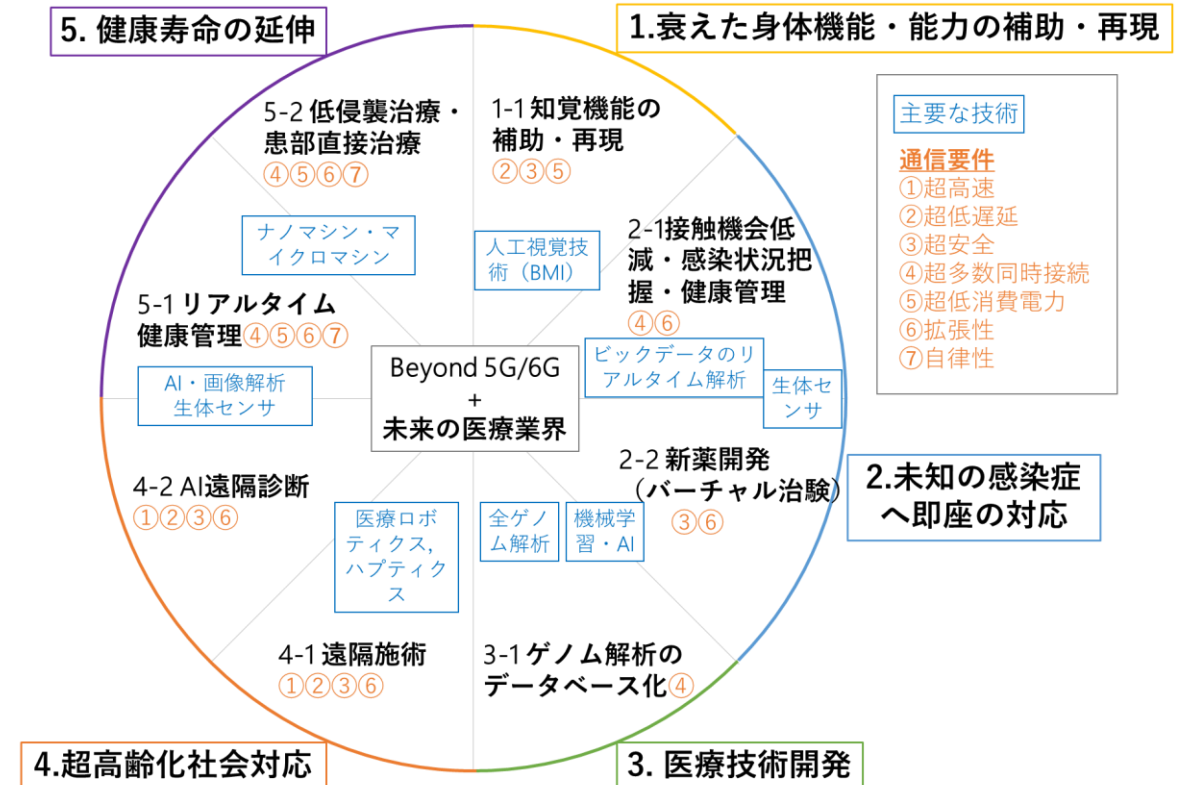 5. 健康寿命の延伸
1.衰えた身体機能・能力の補助・再現
主要な技術
通信要件
①超高速
②超低遅延
③超安全
④超多数同時接続
⑤超低消費電力
⑥拡張性
⑦自律性
5-2 低侵襲治療・
患部直接治療
④⑤⑥⑦
ナノマシン・マ
イクロマシン
1-1 知覚機能の
補助・再現
②③⑤
人工視覚技
術（BMI）
2-1接触機会低
減・感染状況把
握・健康管理
④⑥
ビックデータのリ
アルタイム解析
生体セ
ンサ
5-1 リアルタイム
健康管理④⑤⑥⑦
AI・画像解析
生体センサ
Beyond 5G/6G
+
未来の医療業界
2-2 新薬開発
（バーチャル治験）
③⑥
2.未知の感染症
へ即座の対応
4-2 AI遠隔診断
①②③⑥
医療ロボ
ティクス,
ハプティク
ス
全ゲノ
ム解析
機械学
習・AI
4-1 遠隔施術
①②③⑥
3-1 ゲノム解析の
データベース化④
4.超高齢化社会対応
3. 医療技術開発